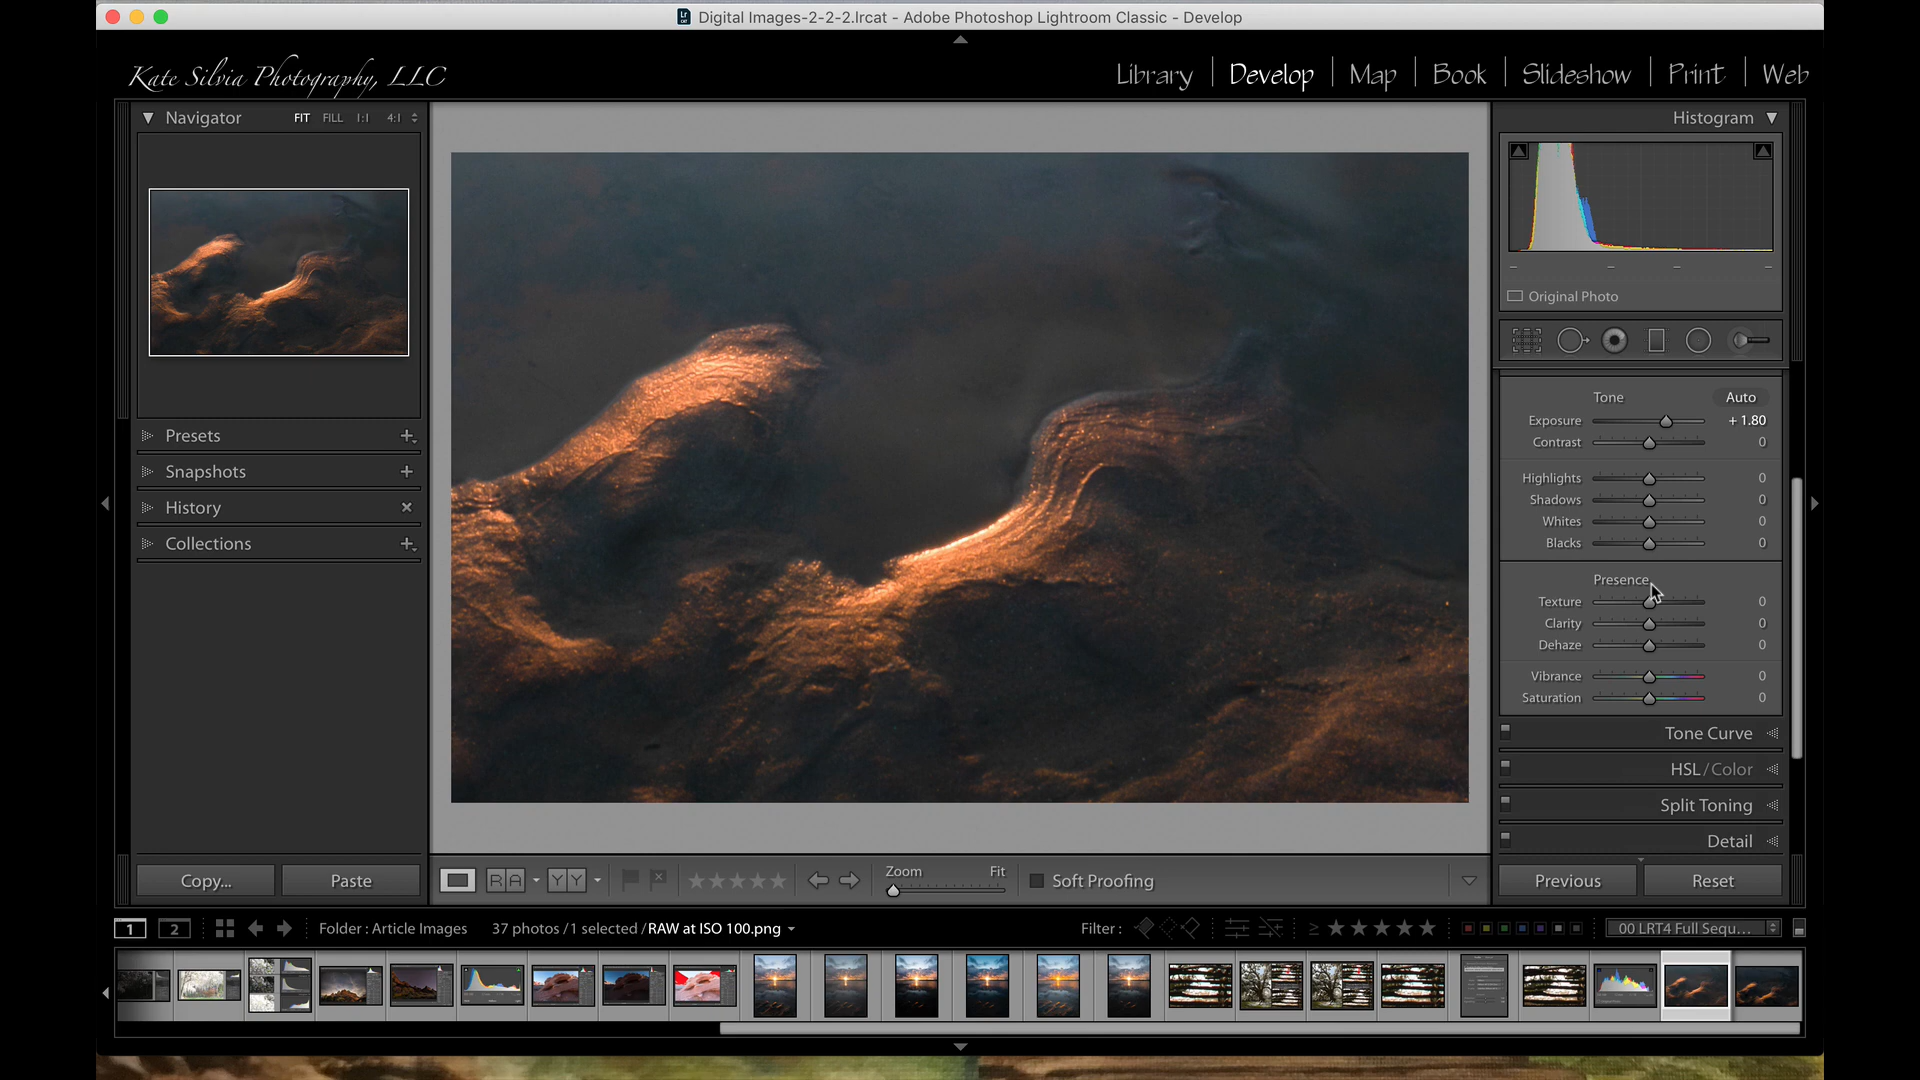 Digital Images-2-2-2.lrcat - Adobe Photoshop Lightroom Classic - Develop
Kate Silvia Photography, LLC
Library | Develop | Map | Book | Slideshow | Print | Web
Navigator FIT FILL 1:1 4:1
Histogram
Original Photo
Tone Auto
Exposure + 1.80
Contrast 0
Highlights 0
Shadows 0
Whites 0
Blacks 0
Presence
Texture 0
Clarity 0
Dehaze 0
Vibrance 0
Saturation 0
Tone Curve
HSL / Color
Split Toning
Detail
Previous Reset
Presets
Snapshots
History
Collections
Copy... Paste
R A Y Y Zoom Fit Soft Proofing
1 2 Folder : Article Images 37 photos / 1 selected / RAW at ISO 100.png Filter : 00 LRT4 Full Sequ...